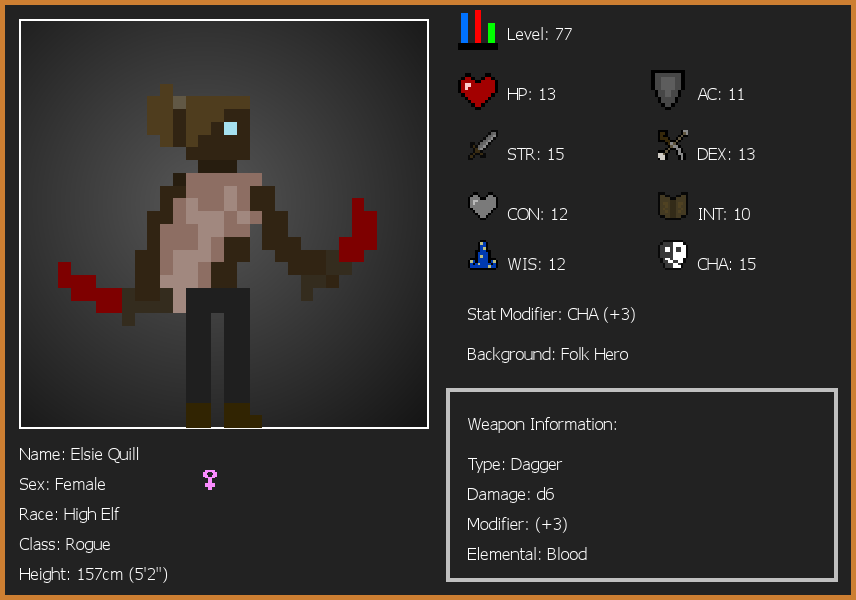 Level: 77
HP: 13
AC: 11
STR: 15
DEX: 13
CON: 12
INT: 10
WIS: 12
CHA: 15
Stat Modifier: CHA (+3)
Background: Folk Hero
Weapon Information:
Type: Dagger
Damage: d6
Modifier: (+3)
Elemental: Blood
Name: Elsie Quill
Sex: Female
Race: High Elf
Class: Rogue
Height: 157cm (5'2")